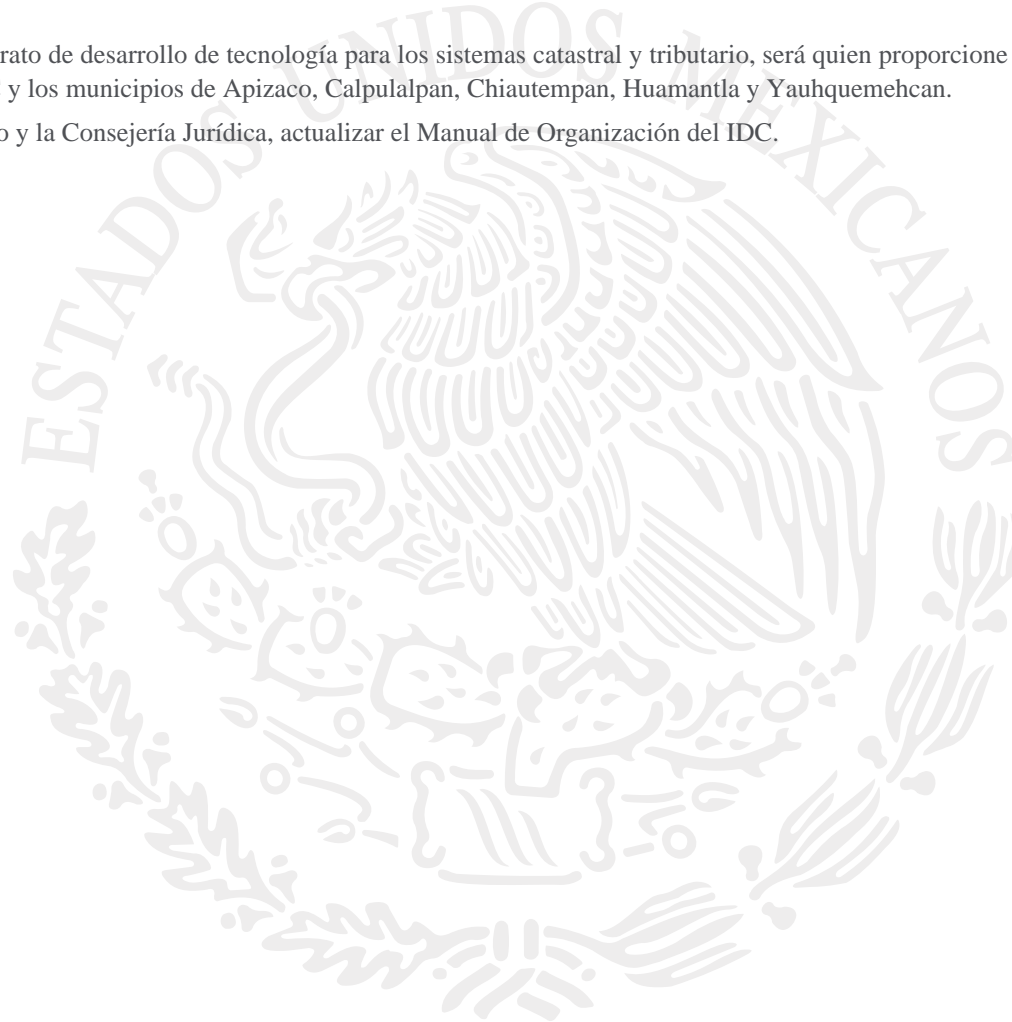 ESTADOS UNIDOS MEXICANOS
rato de desarrollo de tecnología para los sistemas catastral y tributario, será quien proporcione
y los municipios de Apizaco, Calpulalpan, Chiautempan, Huamantla y Yauhquemehcan.
o y la Consejería Jurídica, actualizar el Manual de Organización del IDC.